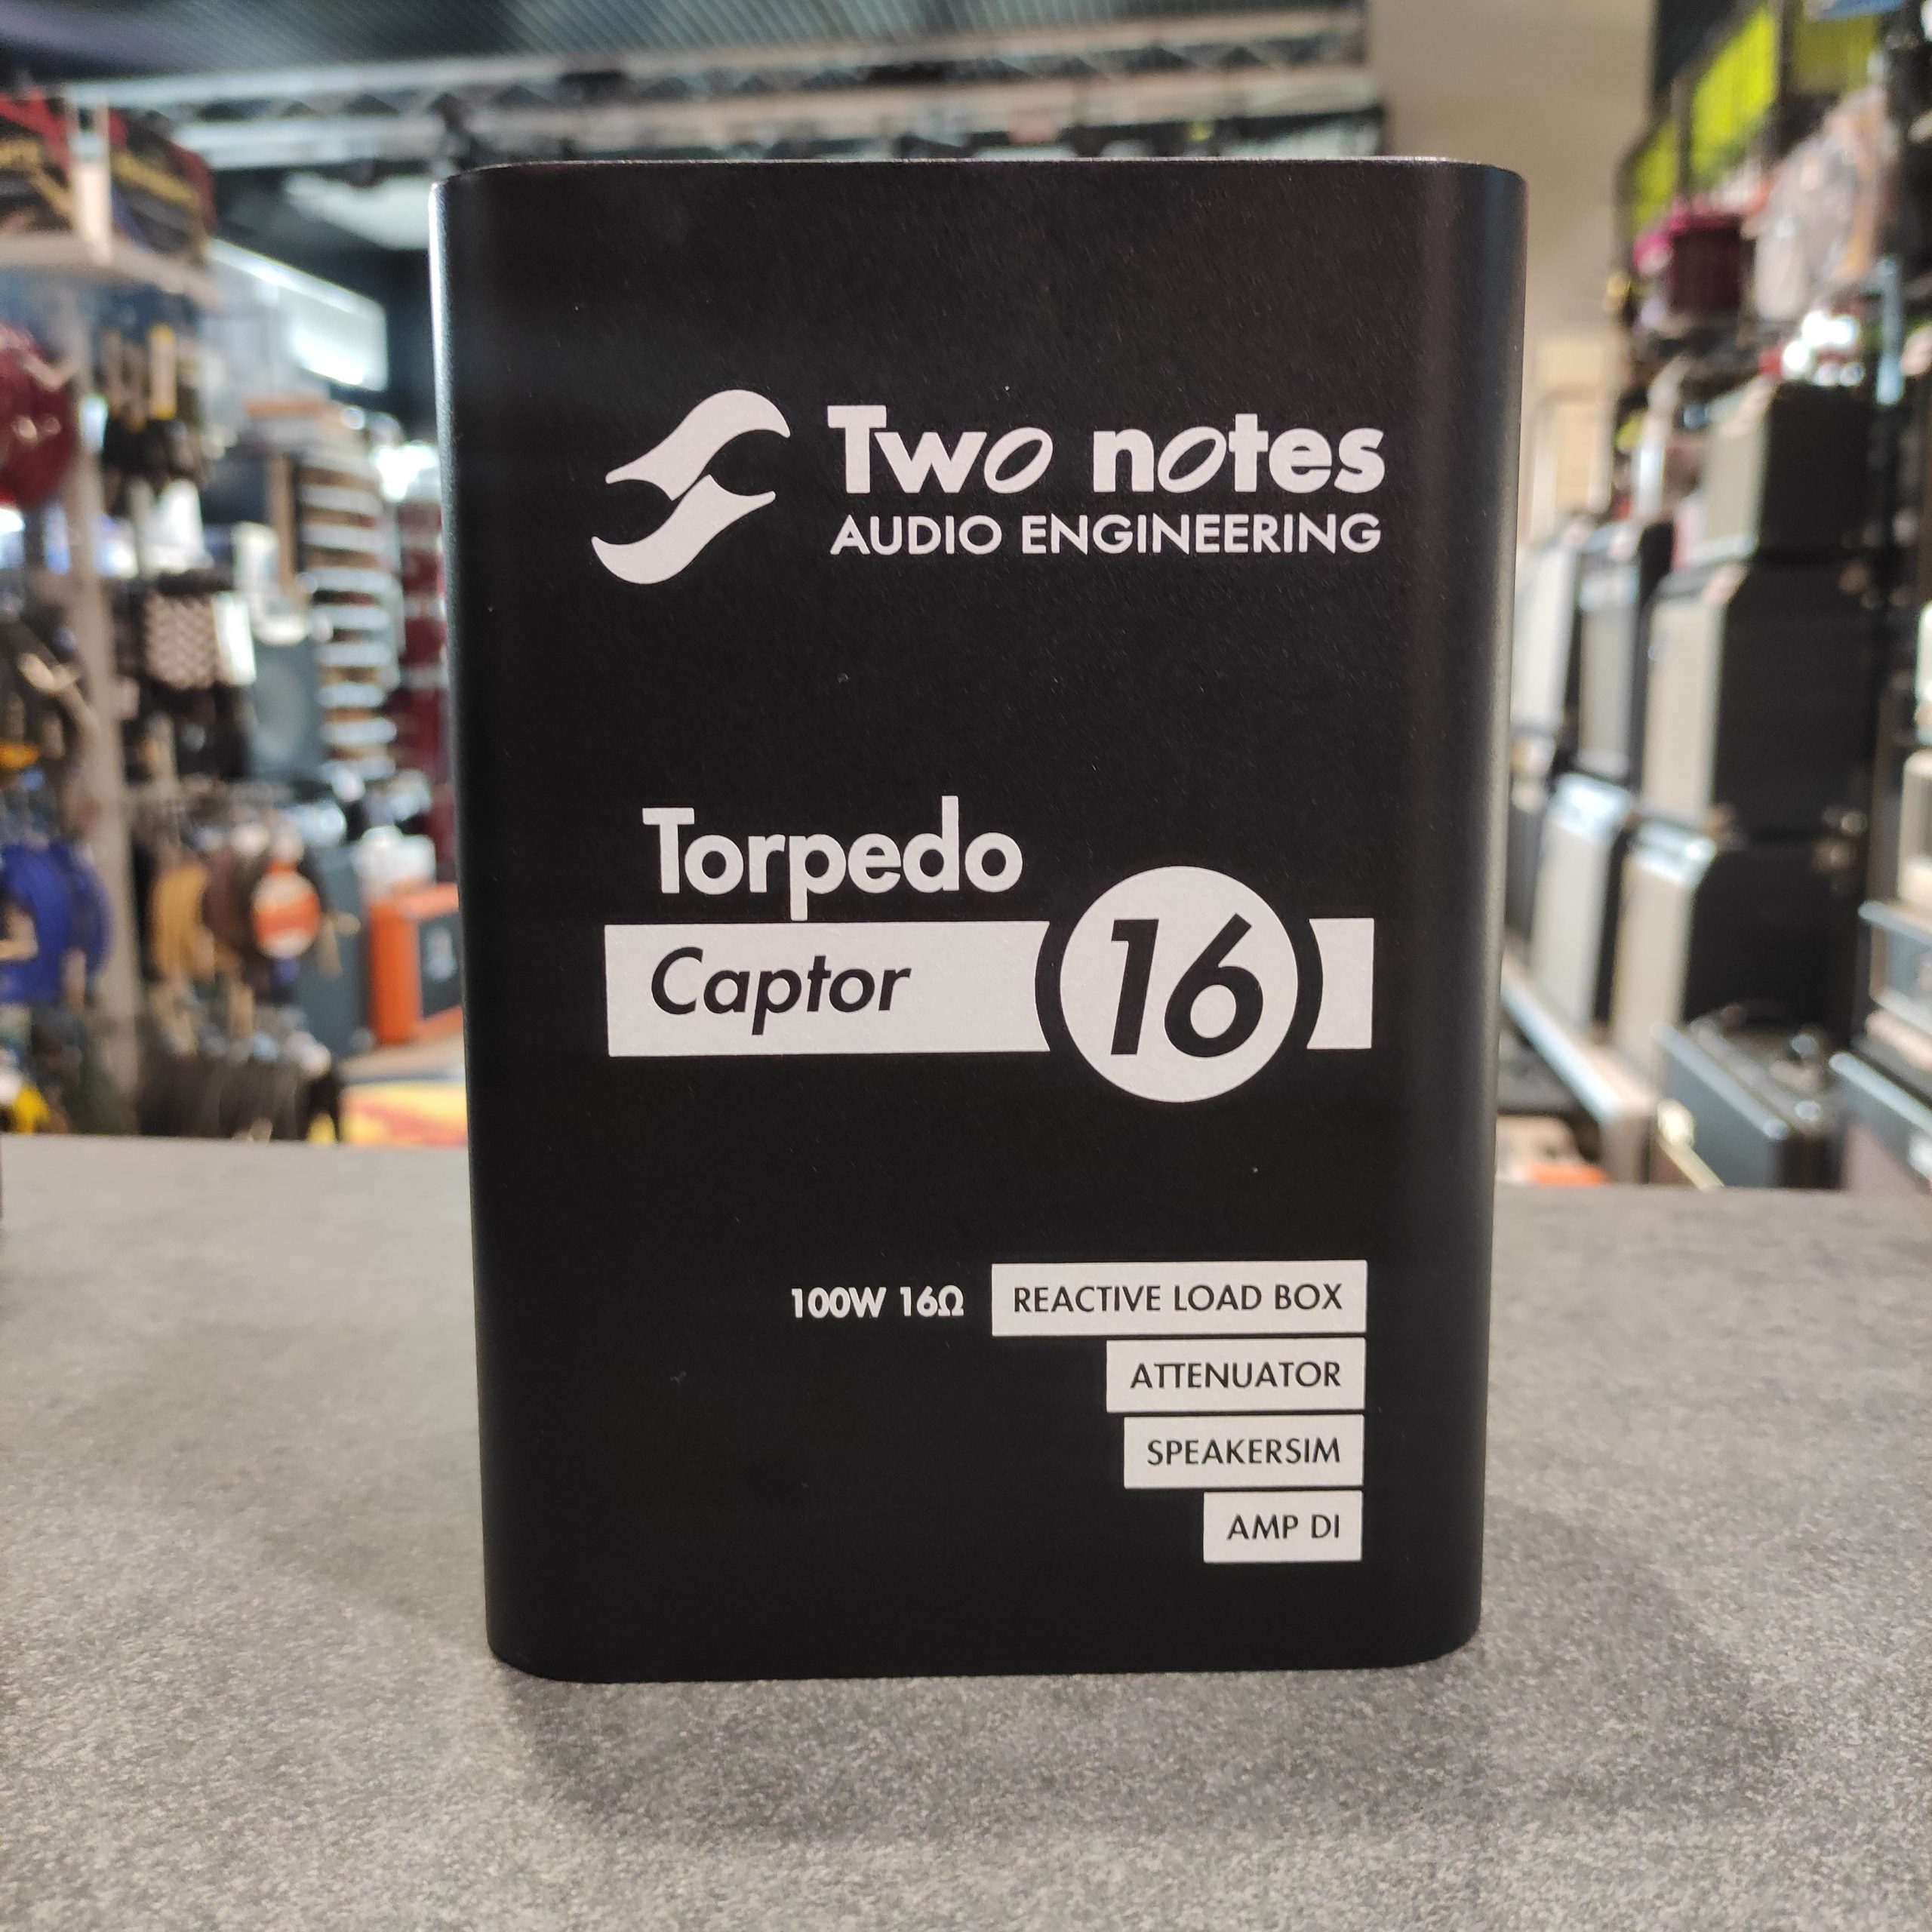 Two notes
AUDIO ENGINEERING
Torpedo
Captor 16
100W 16Ω REACTIVE LOAD BOX
ATTENUATOR
SPEAKERSIM
AMP DI